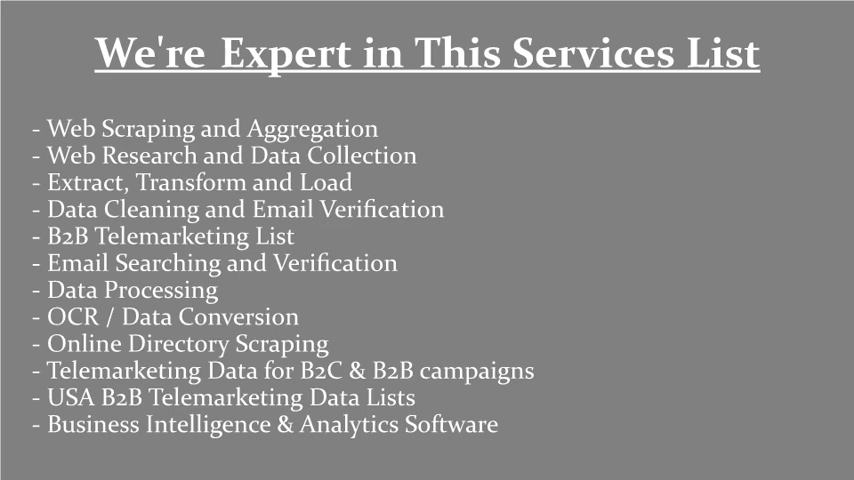 We're Expert in This Services List
- Web Scraping and Aggregation
- Web Research and Data Collection
- Extract, Transform and Load
- Data Cleaning and Email Verification
- B2B Telemarketing List
- Email Searching and Verification
- Data Processing
- OCR / Data Conversion
- Online Directory Scraping
- Telemarketing Data for B2C & B2B campaigns
- USA B2B Telemarketing Data Lists
- Business Intelligence & Analytics Software